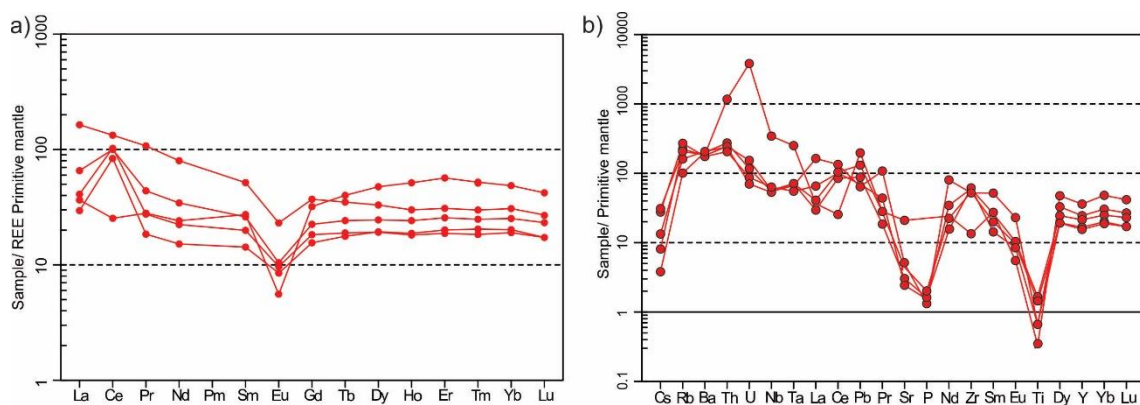 a)
Sample/ REE Primitive mantle
1000
100
10
1
La Ce Pr Nd Pm Sm Eu Gd Tb Dy Ho Er Tm Yb Lu
b)
Sample/ Primitive mantle
10000
1000
100
10
1
0.1
Cs Rb Ba Th U Nb Ta La Ce Pb Pr Sr P Nd Zr Sm Eu Ti Dy Y Yb Lu